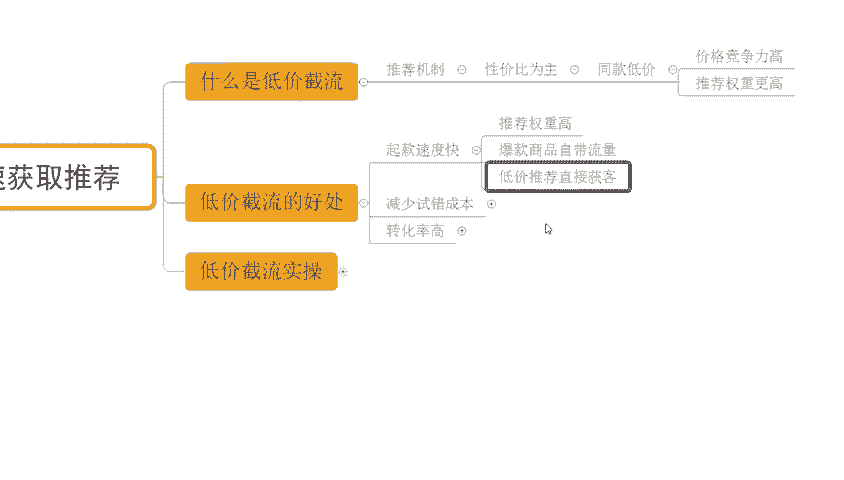 获取推荐
什么是低价截流
推荐机制
性价比为主
同款低价
价格竞争力高
推荐权重更高
低价截流的好处
起款速度快
推荐权重高
爆款商品自带流量
低价推荐直接获客
减少试错成本
转化率高
低价截流实操